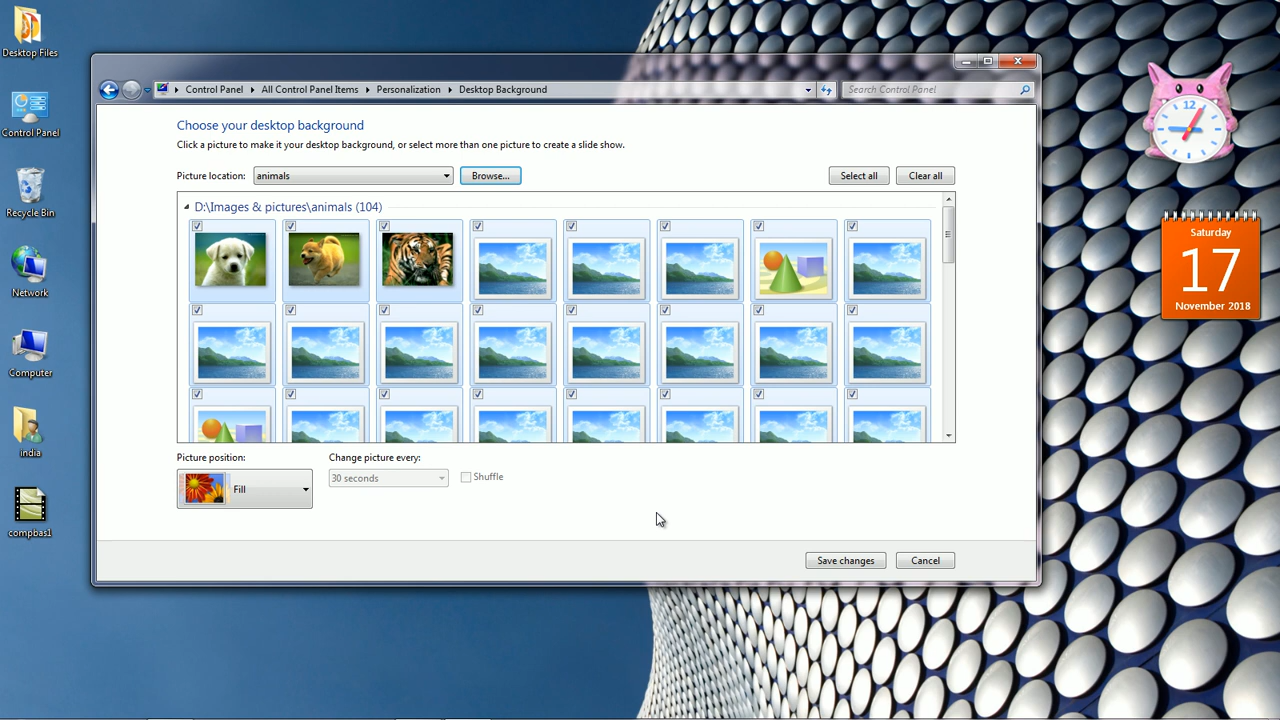 Desktop Files
Control Panel
Recycle Bin
Network
Computer
india
compbas1
Control Panel
All Control Panel Items
Personalization
Desktop Background
Search Control Panel
Choose your desktop background
Click a picture to make it your desktop background, or select more than one picture to create a slide show.
Picture location:
animals
Browse...
Select all
Clear all
D:\Images & pictures\animals (104)
Picture position:
Change picture every:
Fill
30 seconds
Shuffle
Save changes
Cancel
12
Saturday
17
November 2018